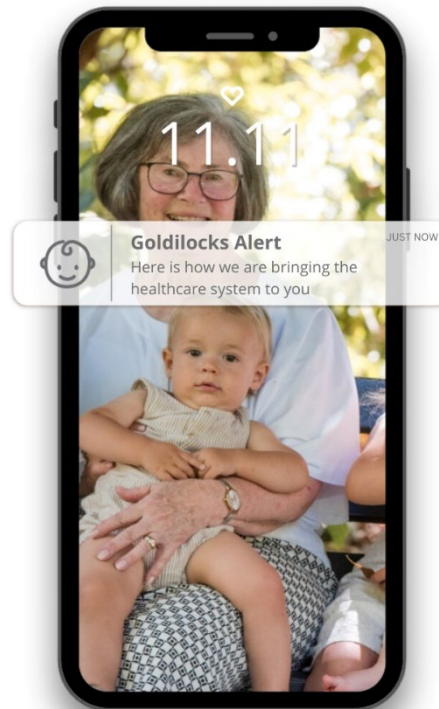 11.11
Goldilocks Alert
JUST NOW
Here is how we are bringing the
healthcare system to you